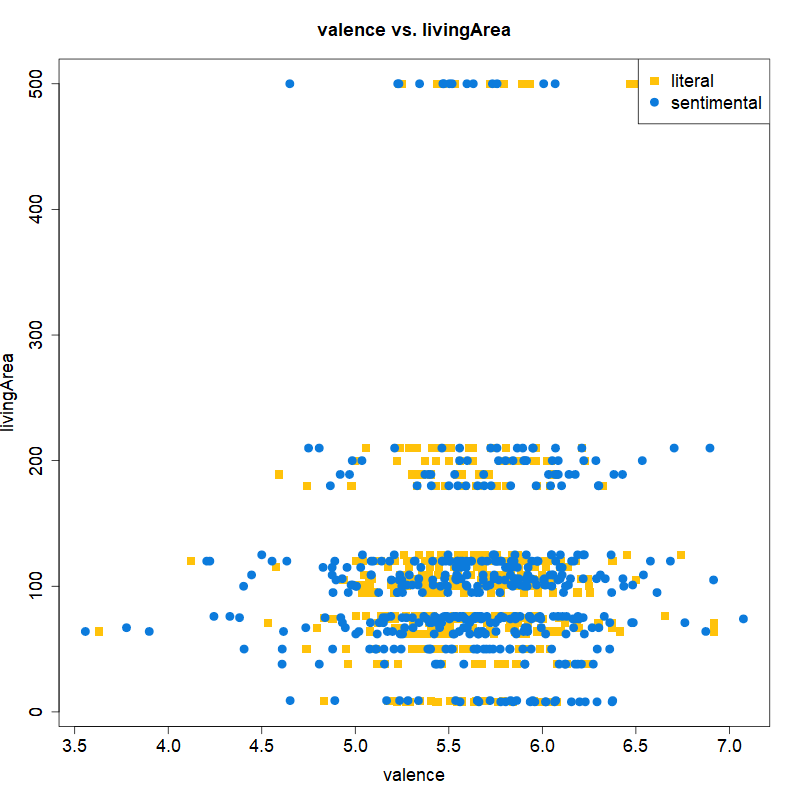 valence vs. livingArea
literal
sentimental
500
400
300
200
100
0
livingArea
3.5 4.0 4.5 5.0 5.5 6.0 6.5 7.0
valence